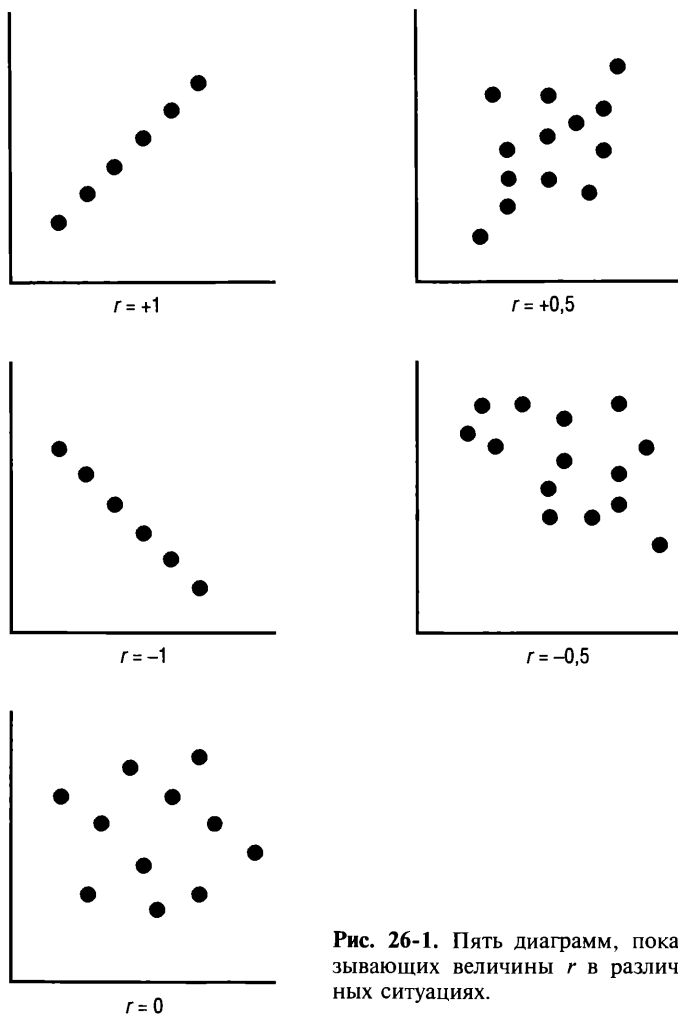 r = +1
r = +0,5
r = –1
r = –0,5
r = 0
Рис. 26-1. Пять диаграмм, пока-
зывающих величины r в различ-
ных ситуациях.